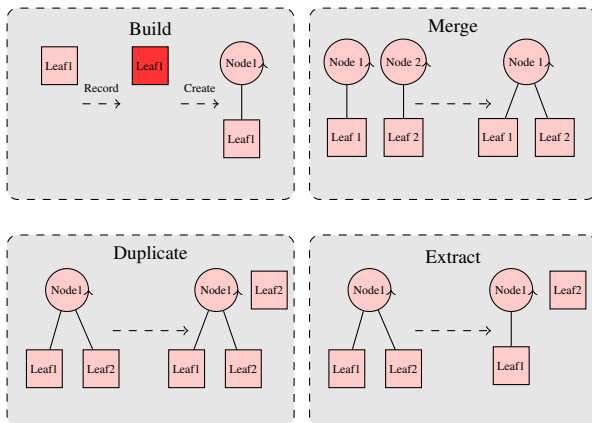 Build
Leaf1
Record
Leaf1
Create
Node1
Leaf1
Merge
Node 1
Node 2
Leaf 1
Leaf 2
Node 1
Leaf 1
Leaf 2
Duplicate
Node1
Leaf1
Leaf2
Node1
Leaf2
Leaf1
Leaf2
Extract
Node1
Leaf1
Leaf2
Node1
Leaf2
Leaf1